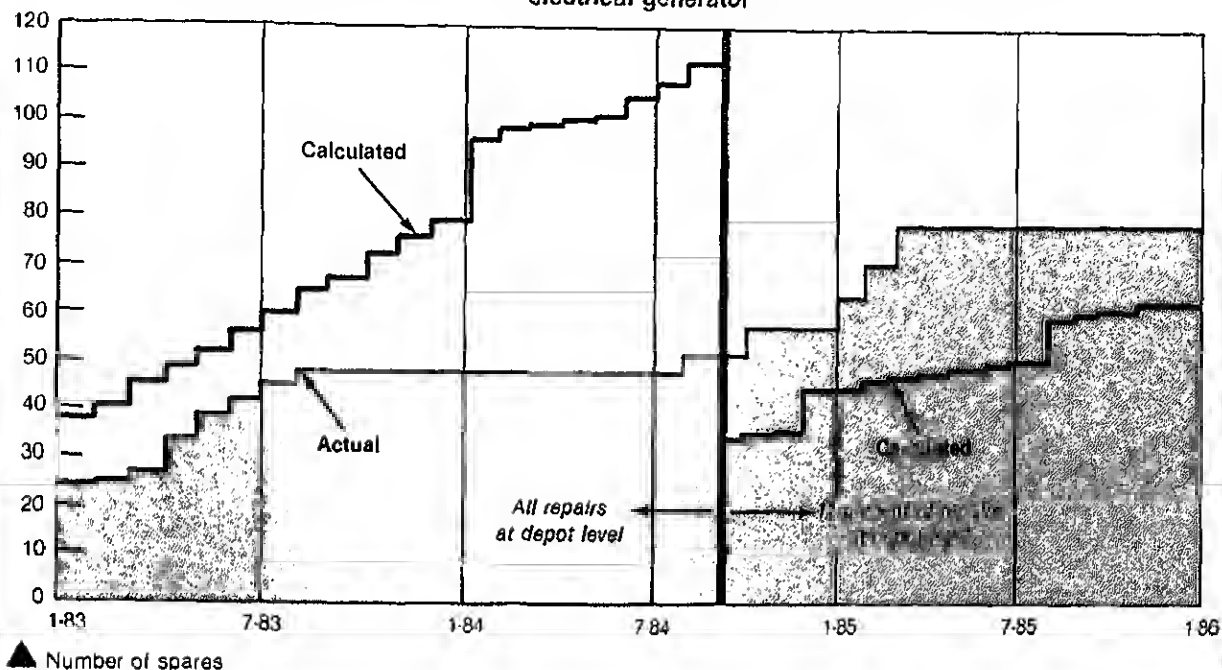 electrical generator
120
110
100
90
80
70
60
50
40
30
20
10
0
Calculated
Actual
Calculated
All repairs
at depot level
1-83
7-83
1-84
7-84
1-85
7-85
1-86
▲ Number of spares